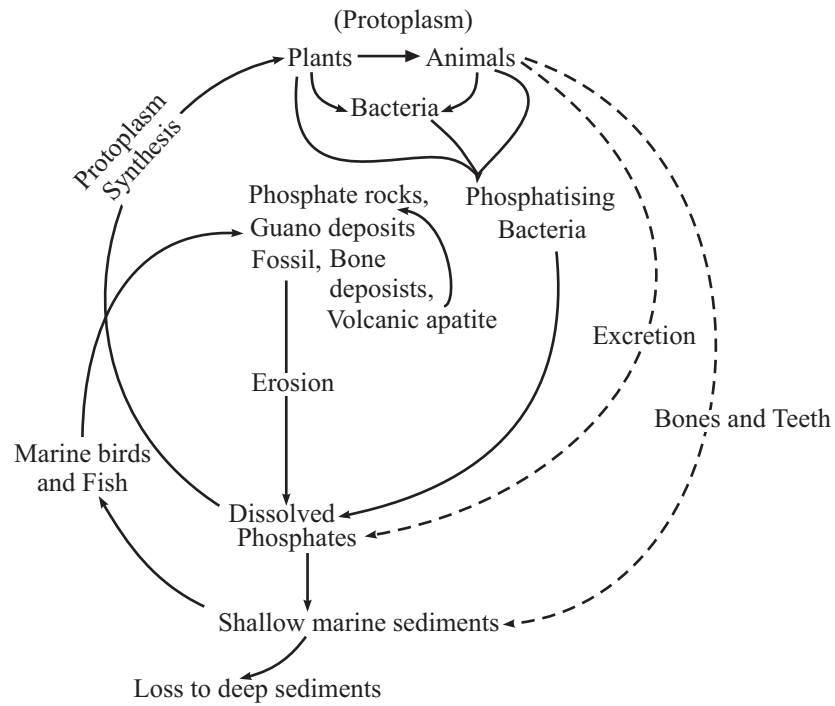 (Protoplasm)
Plants
Animals
Bacteria
Protoplasm
Synthesis
Phosphate rocks,
Guano deposits
Fossil, Bone
deposists,
Volcanic apatite
Phosphatising
Bacteria
Excretion
Erosion
Bones and Teeth
Marine birds
and Fish
Dissolved
Phosphates
Shallow marine sediments
Loss to deep sediments